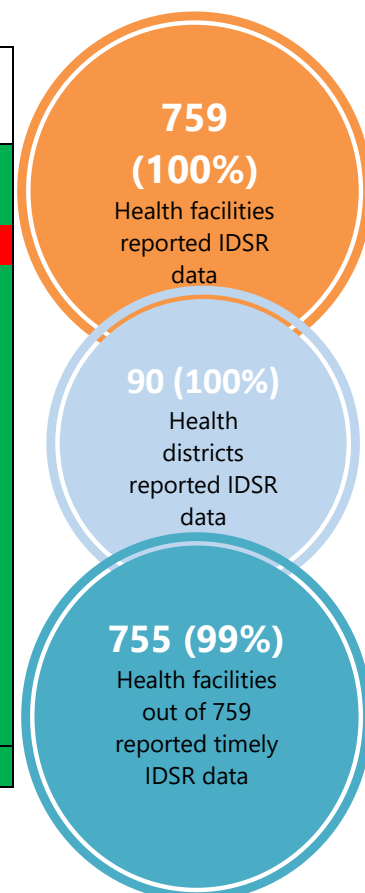 759
(100%)
Health facilities
reported IDSR
data
90 (100%)
Health
districts
reported IDSR
data
755 (99%)
Health facilities
out of 759
reported timely
IDSR data